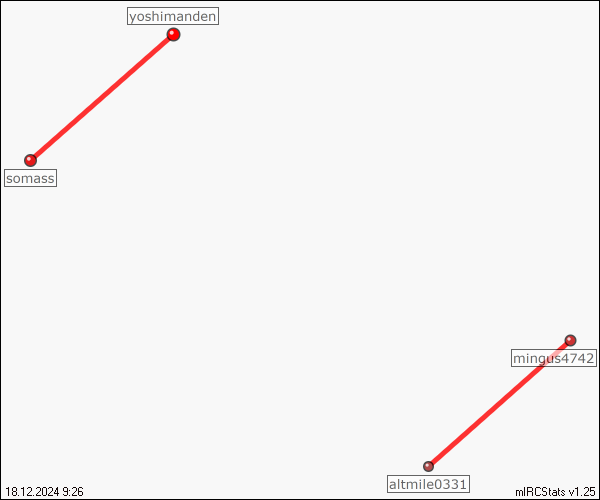 yoshimanden
somass
mingus4742
altmile0331
18.12.2024 9:26
mIRCStats v1.25